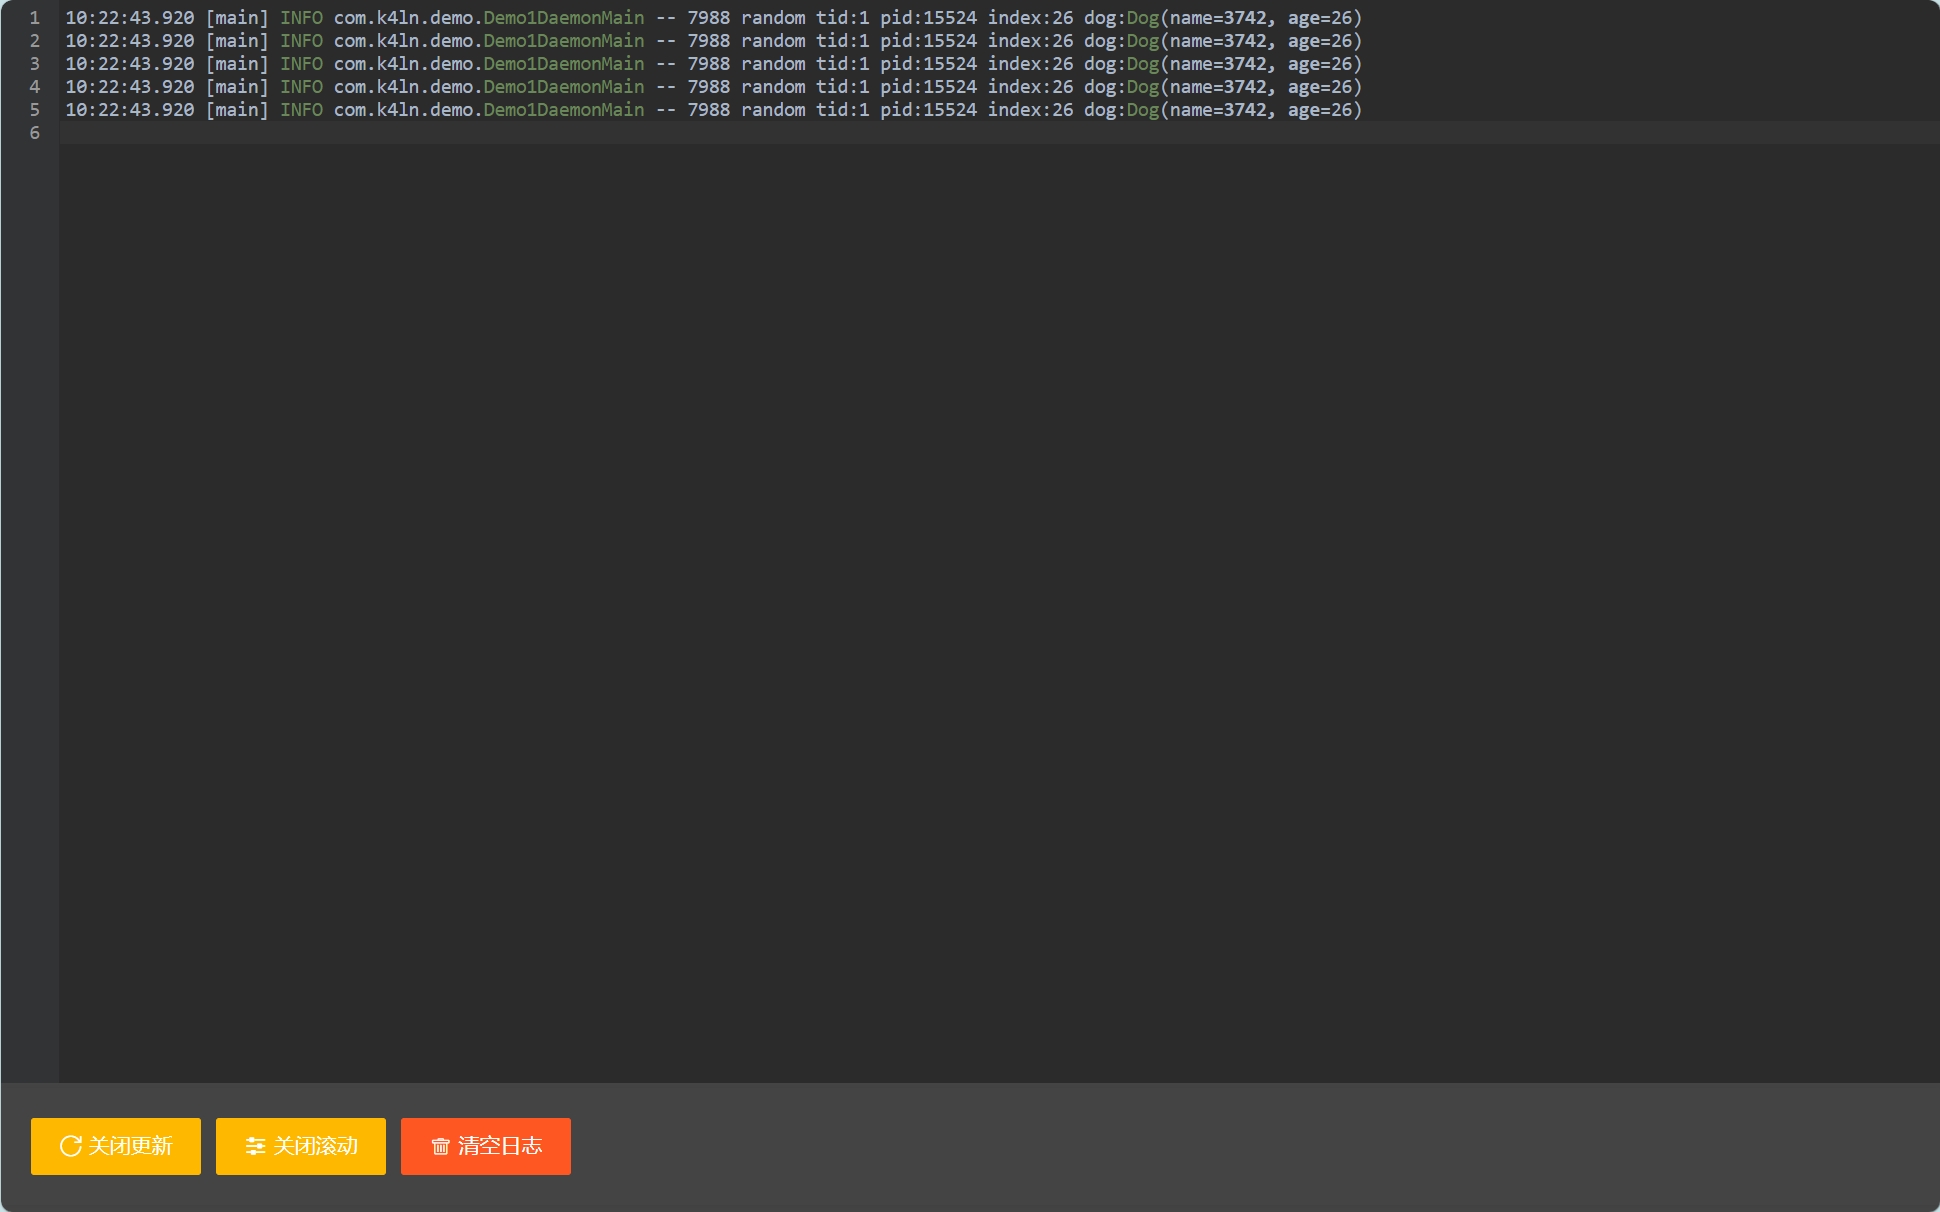 1 10:22:43.920 [main] INFO com.k4ln.demo.Demo1DaemonMain -- 7988 random tid:1 pid:15524 index:26 dog:Dog(name=3742, age=26)
2 10:22:43.920 [main] INFO com.k4ln.demo.Demo1DaemonMain -- 7988 random tid:1 pid:15524 index:26 dog:Dog(name=3742, age=26)
3 10:22:43.920 [main] INFO com.k4ln.demo.Demo1DaemonMain -- 7988 random tid:1 pid:15524 index:26 dog:Dog(name=3742, age=26)
4 10:22:43.920 [main] INFO com.k4ln.demo.Demo1DaemonMain -- 7988 random tid:1 pid:15524 index:26 dog:Dog(name=3742, age=26)
5 10:22:43.920 [main] INFO com.k4ln.demo.Demo1DaemonMain -- 7988 random tid:1 pid:15524 index:26 dog:Dog(name=3742, age=26)
6
关闭更新 关闭滚动 清空日志